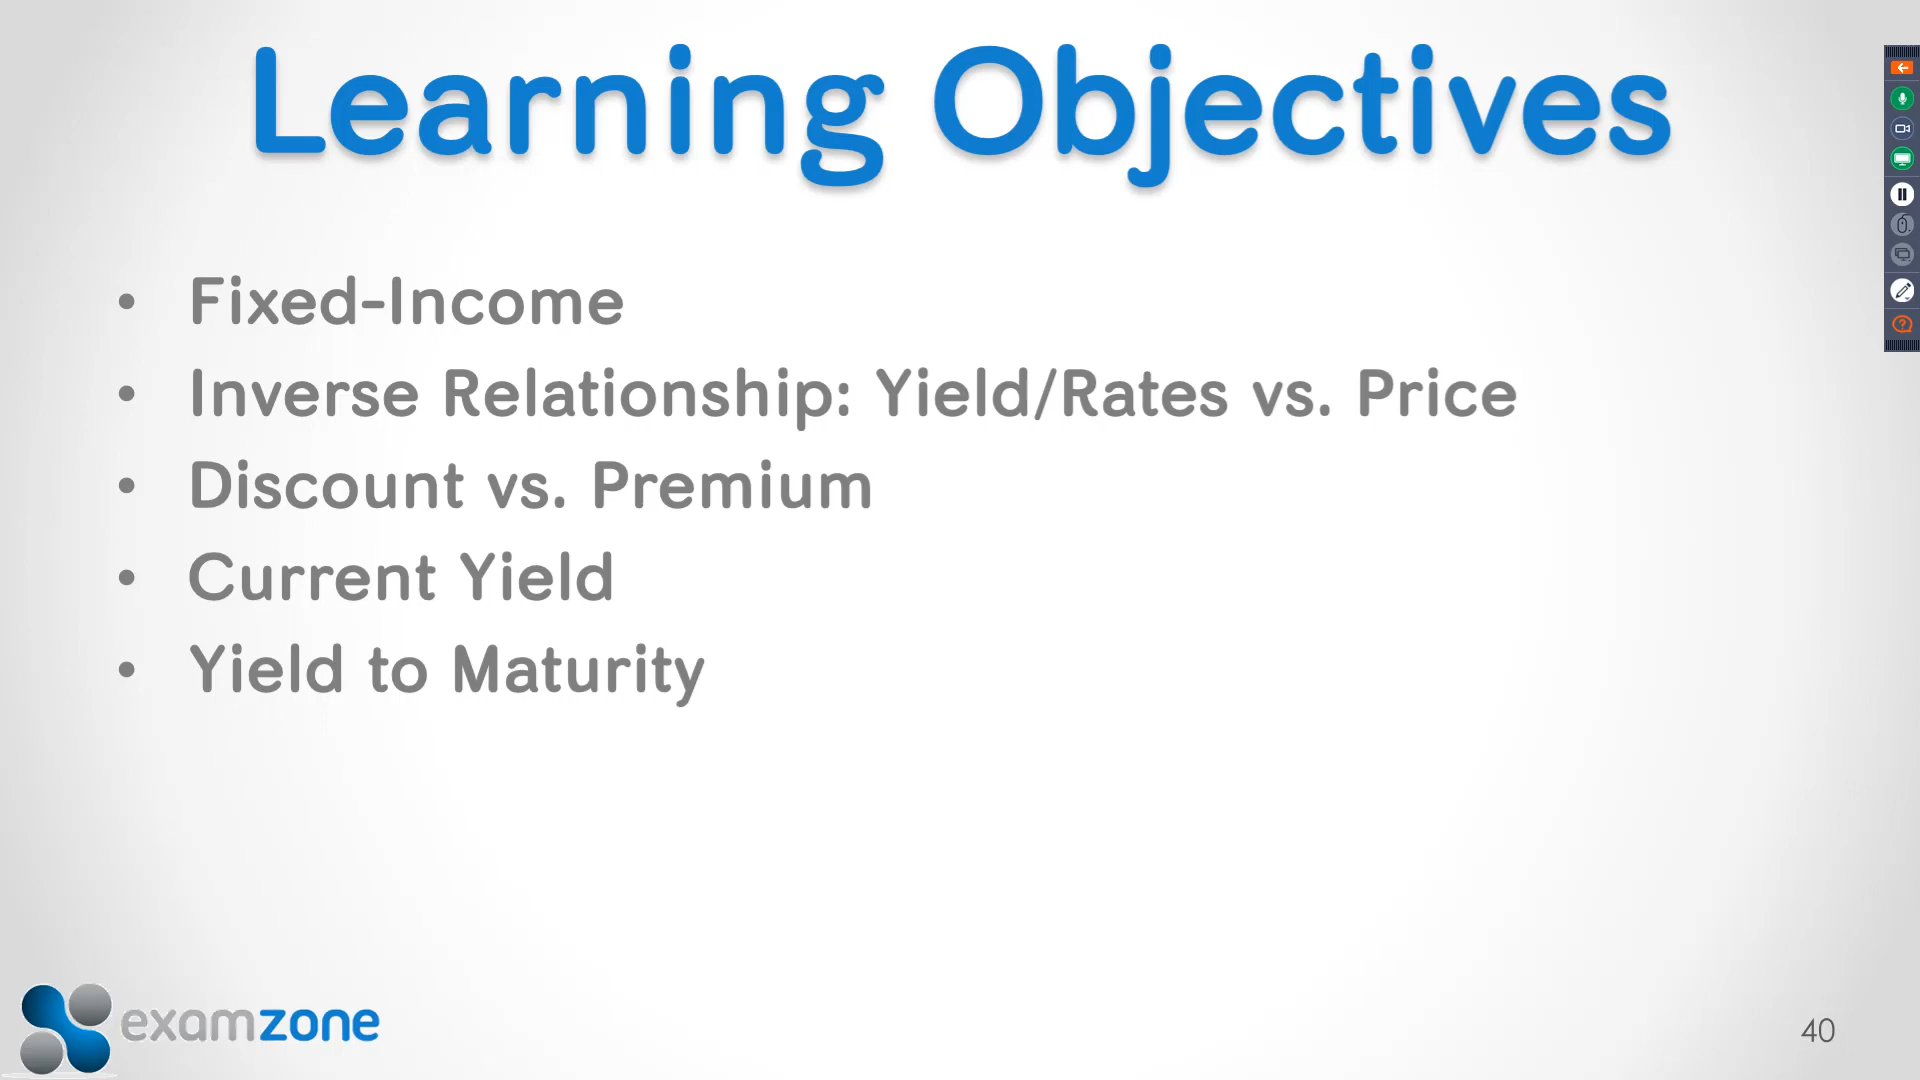 Learning Objectives
• Fixed-Income
• Inverse Relationship: Yield/Rates vs. Price
• Discount vs. Premium
• Current Yield
• Yield to Maturity
examzone
40